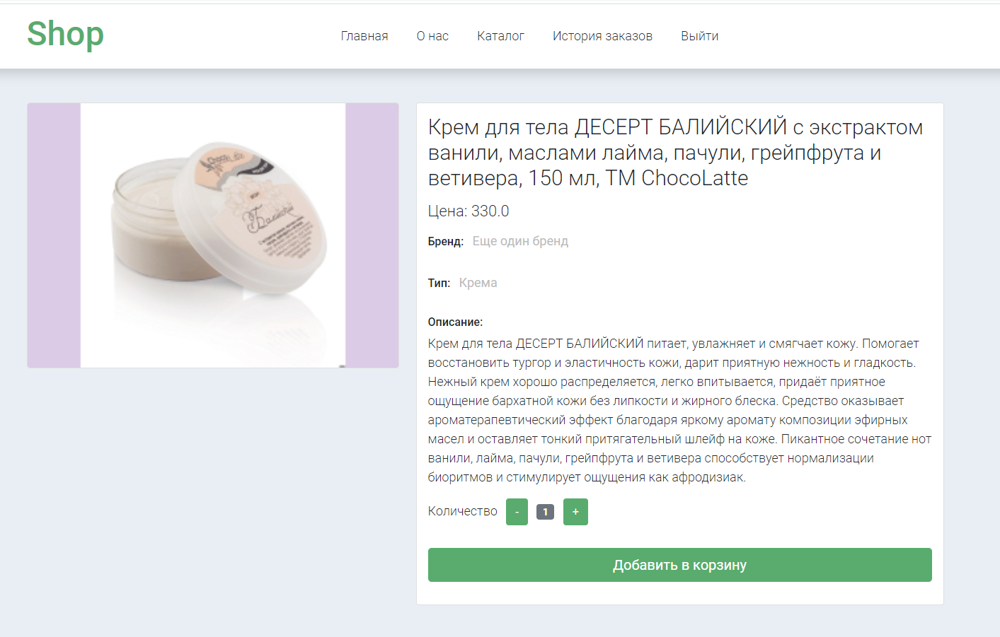 Shop
Главная
О нас
Каталог
История заказов
Выйти
Балийский
Крем для тела ДЕСЕРТ БАЛИЙСКИЙ с экстрактом
ванили, маслами лайма, пачули, грейпфрута и
ветивера, 150 мл, ТМ ChocoLatte
Цена: 330.0
Бренд: Еще один бренд
Тип: Крема
Описание:
Крем для тела ДЕСЕРТ БАЛИЙСКИЙ питает, увлажняет и смягчает кожу. Помогает
восстановить тургор и эластичность кожи, дарит приятную нежность и гладкость.
Нежный крем хорошо распределяется, легко впитывается, придаёт приятное
ощущение бархатной кожи без липкости и жирного блеска. Средство оказывает
ароматерапевтический эффект благодаря яркому аромату композиции эфирных
масел и оставляет тонкий притягательный шлейф на коже. Пикантное сочетание нот
ванили, лайма, пачули, грейпфрута и ветивера способствует нормализации
биоритмов и стимулирует ощущения как афродизиак.
Количество - 1 +
Добавить в корзину